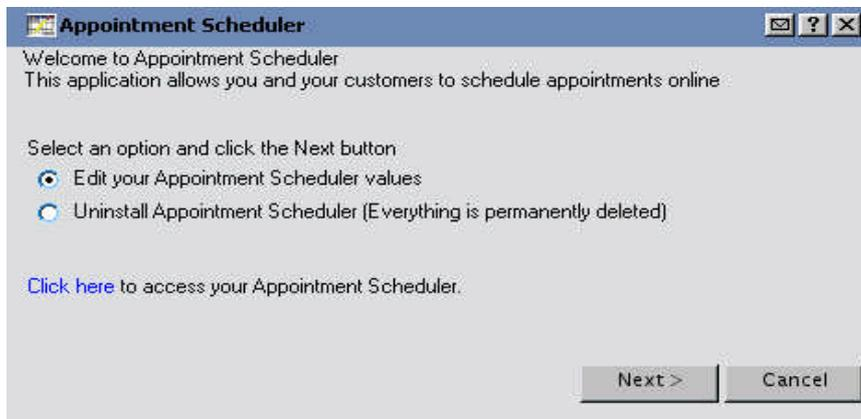 Appointment Scheduler
Welcome to Appointment Scheduler
This application allows you and your customers to schedule appointments online
Select an option and click the Next button
Edit your Appointment Scheduler values
Uninstall Appointment Scheduler (Everything is permanently deleted)
Click here to access your Appointment Scheduler.
Next > Cancel